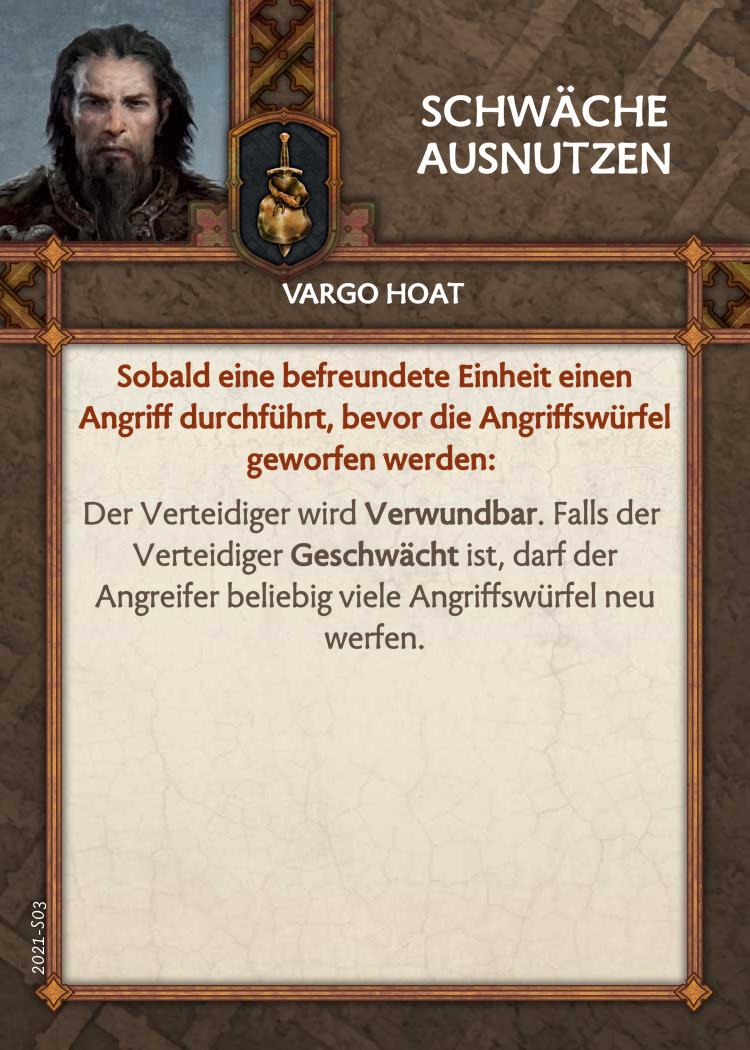 SCHWÄCHE
AUSNUTZEN
VARGO HOAT
Sobald eine befreundete Einheit einen
Angriff durchführt, bevor die Angriffswürfel
geworfen werden:
Der Verteidiger wird Verwundbar. Falls der
Verteidiger Geschwächt ist, darf der
Angreifer beliebig viele Angriffswürfel neu
werfen.
2021-S03